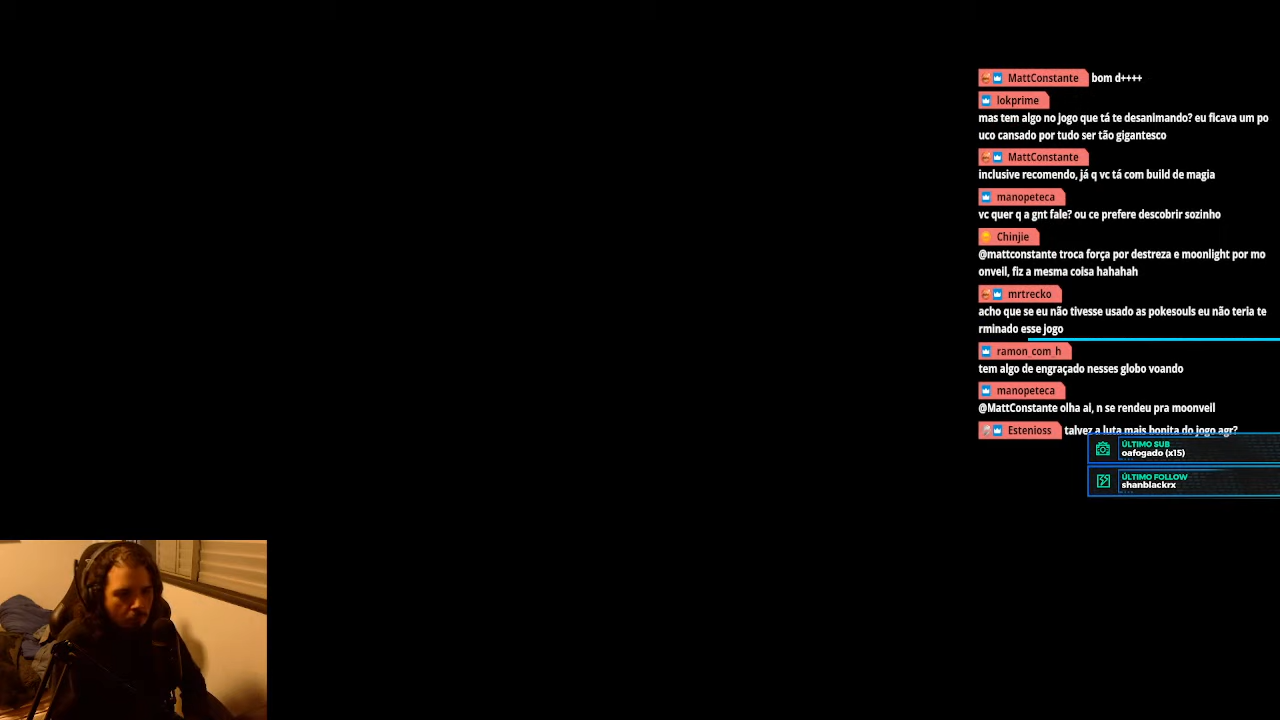 MattConstante bom d++++
lokprime
mas tem algo no jogo que tá te desanimando? eu ficava um po
uco cansado por tudo ser tão gigantesco
MattConstante
inclusive recomendo, já q vc tá com build de magia
manopeteca
vc quer q a gnt fale? ou ce prefere descobrir sozinho
Chinjie
@mattconstante troca força por destreza e moonlight por mo
onveil, fiz a mesma coisa hahahah
mrtrecko
acho que se eu não tivesse usado as pokesouls eu não teria te
rminado esse jogo
ramon_com_h
tem algo de engraçado nesses globo voando
manopeteca
@MattConstante olha ai, n se rendeu pra moonveil
Estenioss talvez a luta mais bonita do jogo agr?
ÚLTIMO SUB
oafogado (x15)
ÚLTIMO FOLLOW
shanblackrx